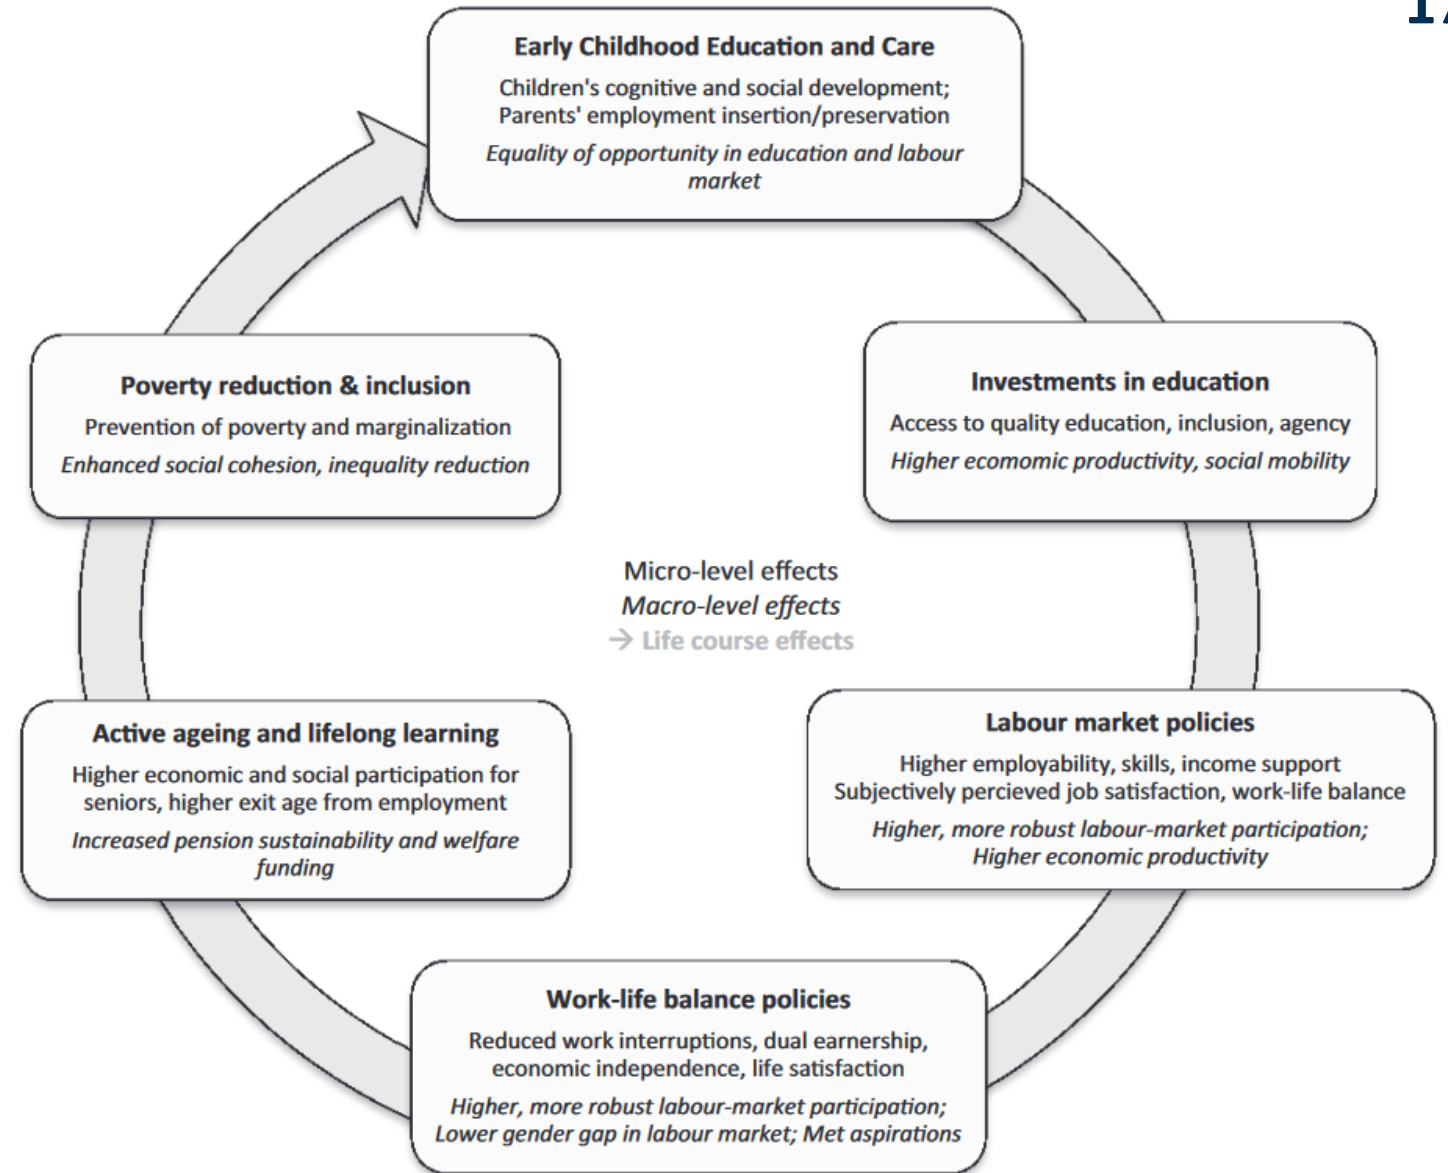 Early Childhood Education and Care
Children's cognitive and social development;
Parents' employment insertion/preservation
Equality of opportunity in education and labour
market
Investments in education
Access to quality education, inclusion, agency
Higher ecomomic productivity, social mobility
Labour market policies
Higher employability, skills, income support
Subjectively percieved job satisfaction, work-life balance
Higher, more robust labour-market participation;
Higher economic productivity
Work-life balance policies
Reduced work interruptions, dual earnership,
economic independence, life satisfaction
Higher, more robust labour-market participation;
Lower gender gap in labour market; Met aspirations
Active ageing and lifelong learning
Higher economic and social participation for
seniors, higher exit age from employment
Increased pension sustainability and welfare
funding
Poverty reduction & inclusion
Prevention of poverty and marginalization
Enhanced social cohesion, inequality reduction
Micro-level effects
Macro-level effects
→ Life course effects